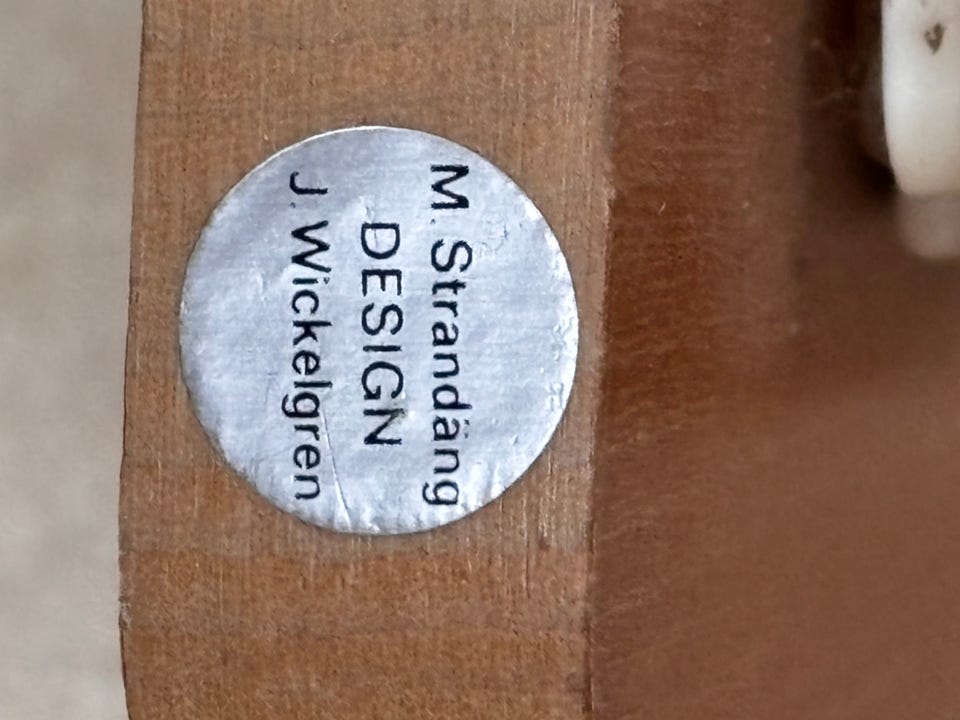 M. Strandäng
DESIGN
J. Wickelgren